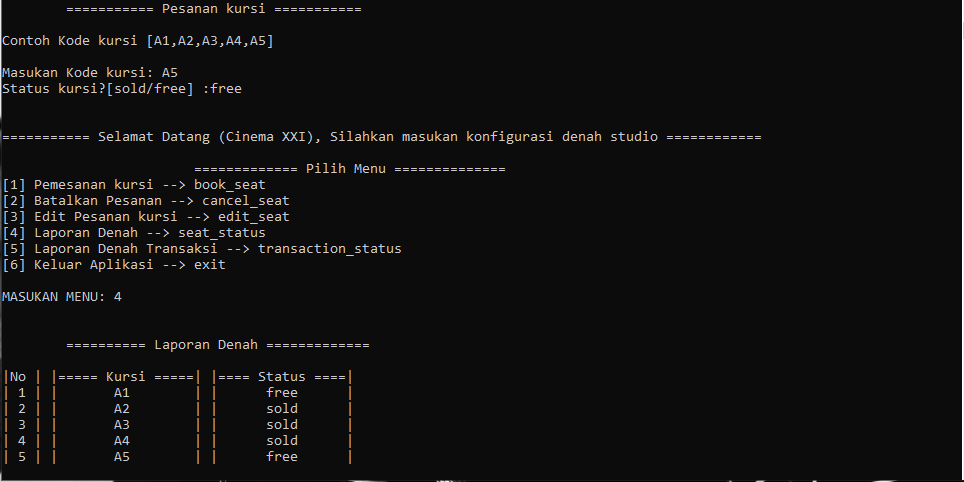 =========== Pesanan kursi ===========
Contoh Kode kursi [A1,A2,A3,A4,A5]
Masukan Kode kursi: A5
Status kursi?[sold/free] :free
=========== Selamat Datang (Cinema XXI), Silahkan masukan konfigurasi denah studio ============
============= Pilih Menu ==============
[1] Pemesanan kursi --> book_seat
[2] Batalkan Pesanan --> cancel_seat
[3] Edit Pesanan kursi --> edit_seat
[4] Laporan Denah --> seat_status
[5] Laporan Denah Transaksi --> transaction_status
[6] Keluar Aplikasi --> exit
MASUKAN MENU: 4
========== Laporan Denah =============
|No | |===== Kursi =====| |==== Status ====|
| 1 | |       A1        | |      free      |
| 2 | |       A2        | |      sold      |
| 3 | |       A3        | |      sold      |
| 4 | |       A4        | |      sold      |
| 5 | |       A5        | |      free      |